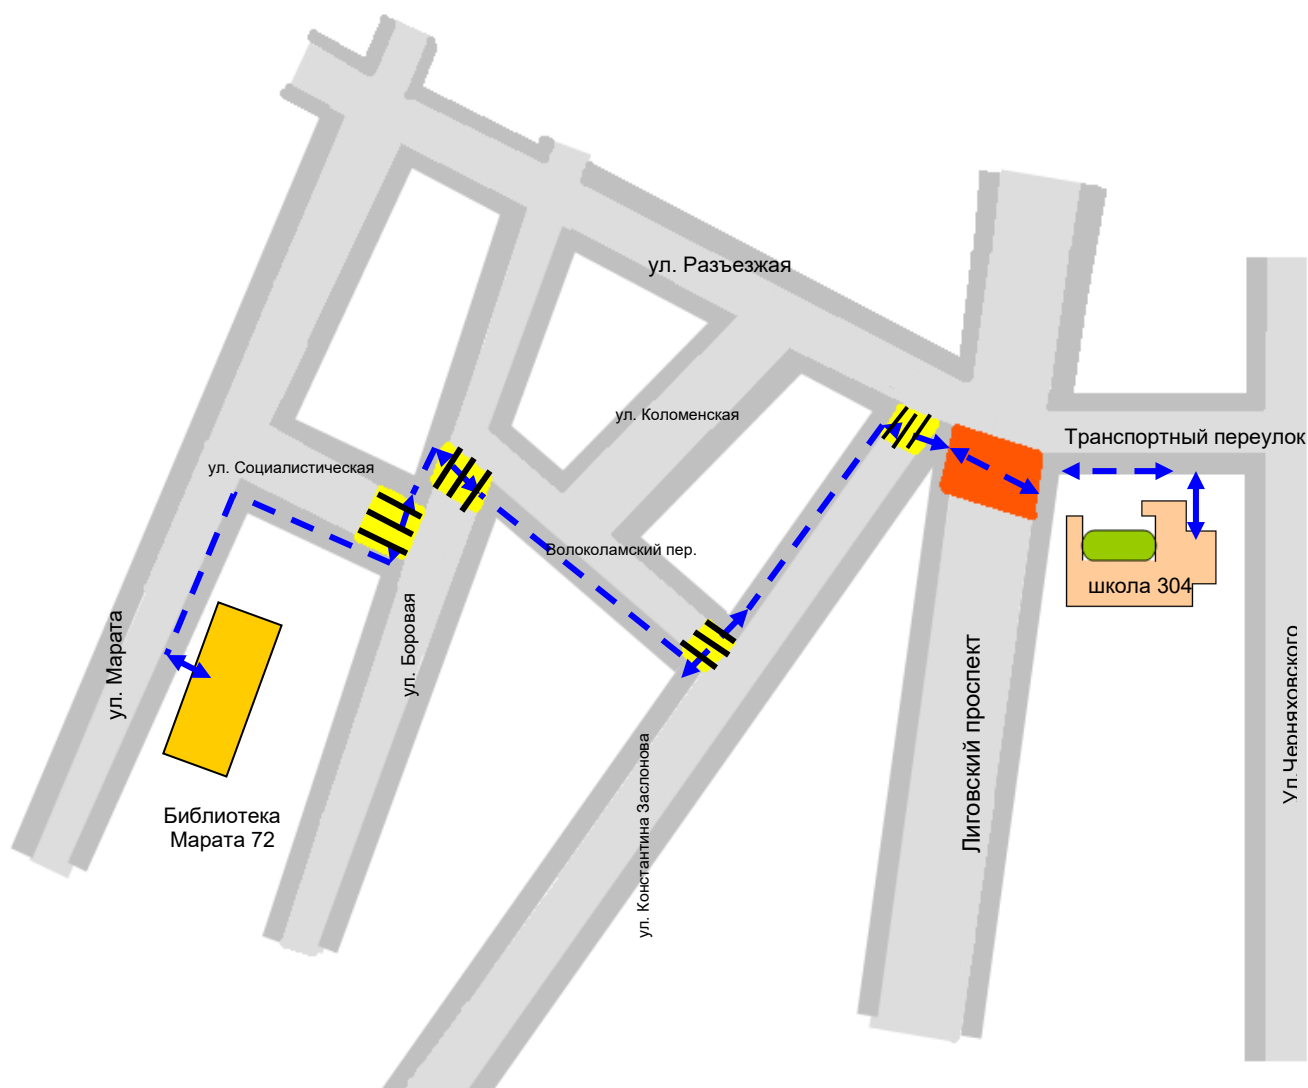 ул. Разъезжая
ул. Коломенская
Транспортный переулок
ул. Социалистическая
Волоколамский пер.
школа 304
ул. Марата
ул. Боровая
Лиговский проспект
Ул.Черняховского
ул. Константина Заслонова
Библиотека
Марата 72